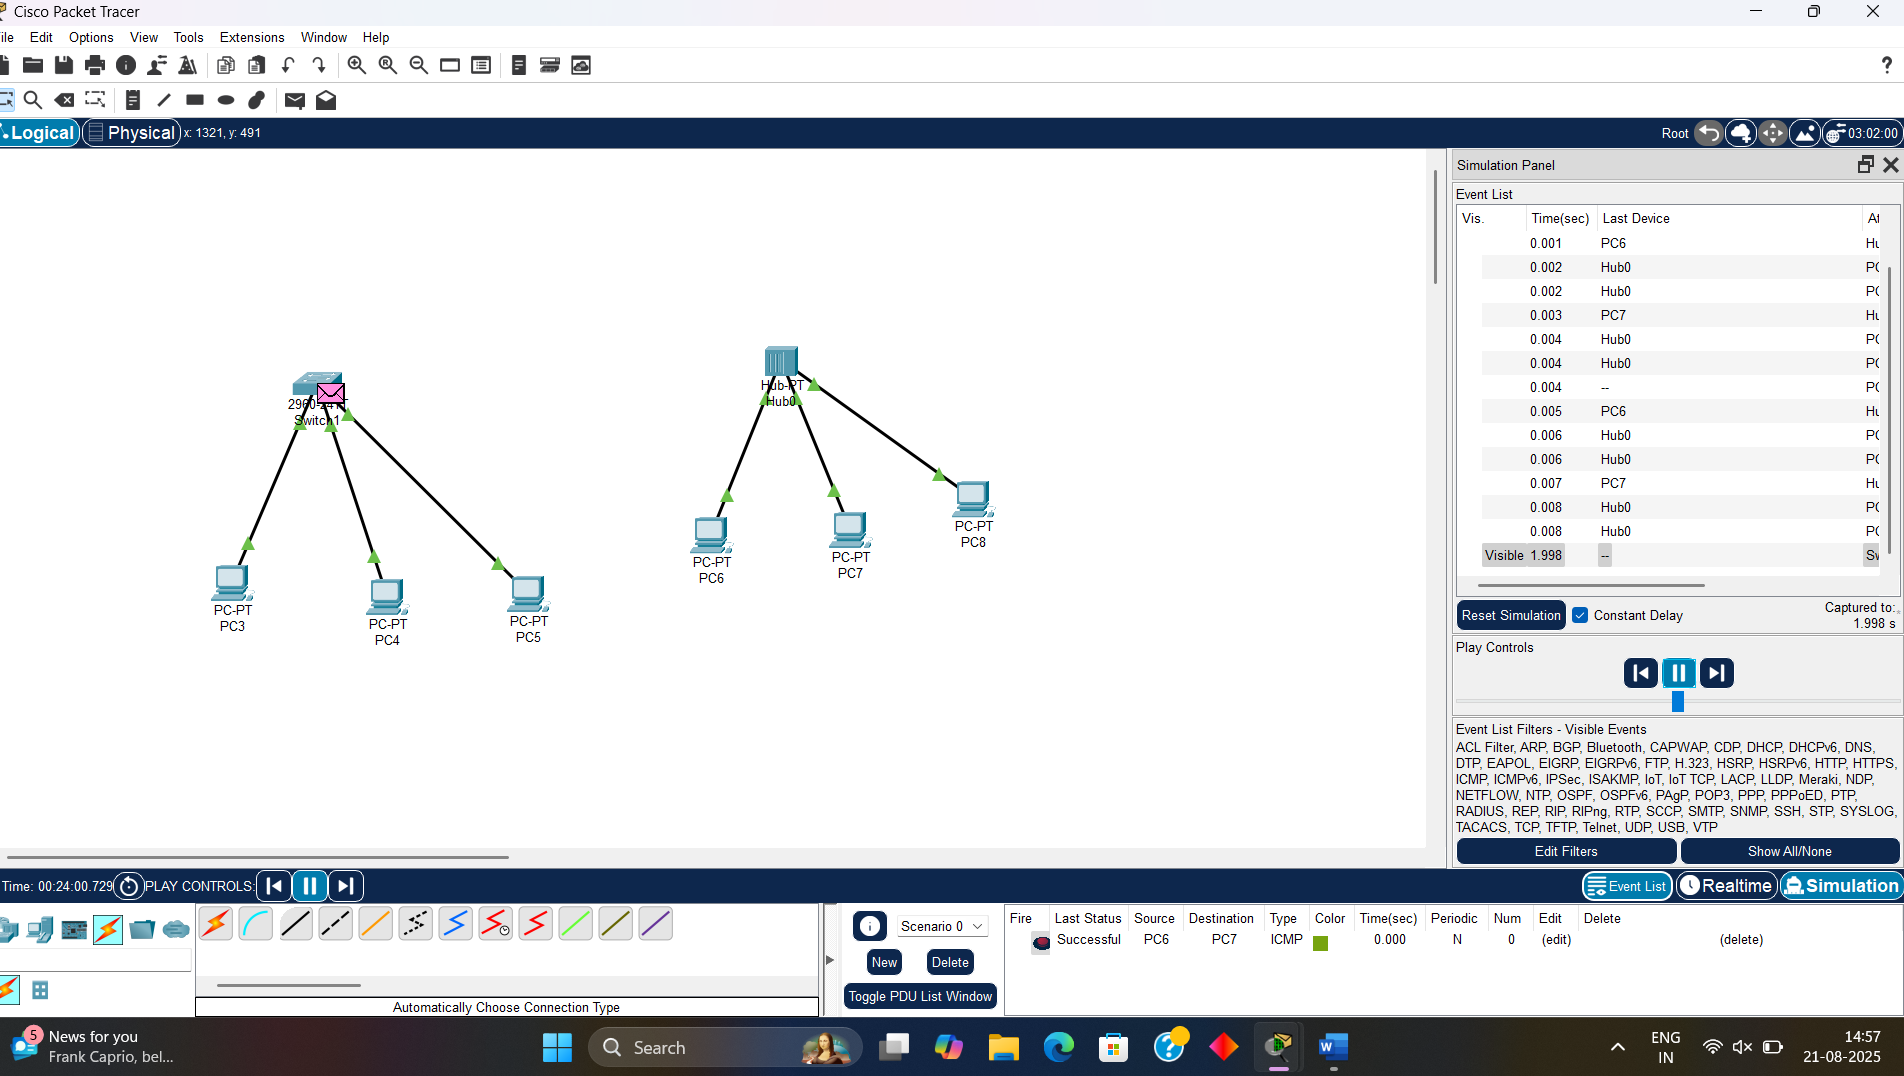 Cisco Packet Tracer
ile Edit Options View Tools Extensions Window Help
Logical Physical x: 1321, y: 491
Root 03:02:00
Simulation Panel
Event List
Vis. Time(sec) Last Device At
0.001 PC6 Hu
0.002 Hub0 PC
0.002 Hub0 PC
0.003 PC7 Hu
0.004 Hub0 PC
0.004 Hub0 PC
0.004 -- PC
0.005 PC6 Hu
0.006 Hub0 PC
0.006 Hub0 PC
0.007 PC7 Hu
0.008 Hub0 PC
0.008 Hub0 PC
Visible 1.998 -- Sw
Reset Simulation Constant Delay Captured to:
1.998 s
Play Controls
Event List Filters - Visible Events
ACL Filter, ARP, BGP, Bluetooth, CAPWAP, CDP, DHCP, DHCPv6, DNS,
DTP, EAPOL, EIGRP, EIGRPv6, FTP, H.323, HSRP, HSRPv6, HTTP, HTTPS,
ICMP, ICMPv6, IPSec, ISAKMP, IoT, IoT TCP, LACP, LLDP, Meraki, NDP,
NETFLOW, NTP, OSPF, OSPFv6, PAgP, POP3, PPP, PPPoED, PTP,
RADIUS, REP, RIP, RIPng, RTP, SCCP, SMTP, SNMP, SSH, STP, SYSLOG,
TACACS, TCP, TFTP, Telnet, UDP, USB, VTP
Edit Filters Show All/None
Switch1
Hub-PT
Hub0
PC-PT
PC3
PC-PT
PC4
PC-PT
PC5
PC-PT
PC6
PC-PT
PC7
PC-PT
PC8
Time: 00:24:00.729 PLAY CONTROLS:
Event List Realtime Simulation
Automatically Choose Connection Type
Scenario 0
New Delete
Toggle PDU List Window
Fire Last Status Source Destination Type Color Time(sec) Periodic Num Edit Delete
Successful PC6 PC7 ICMP 0.000 N 0 (edit) (delete)
5 News for you
Frank Caprio, bel...
Search
ENG
IN
14:57
21-08-2025